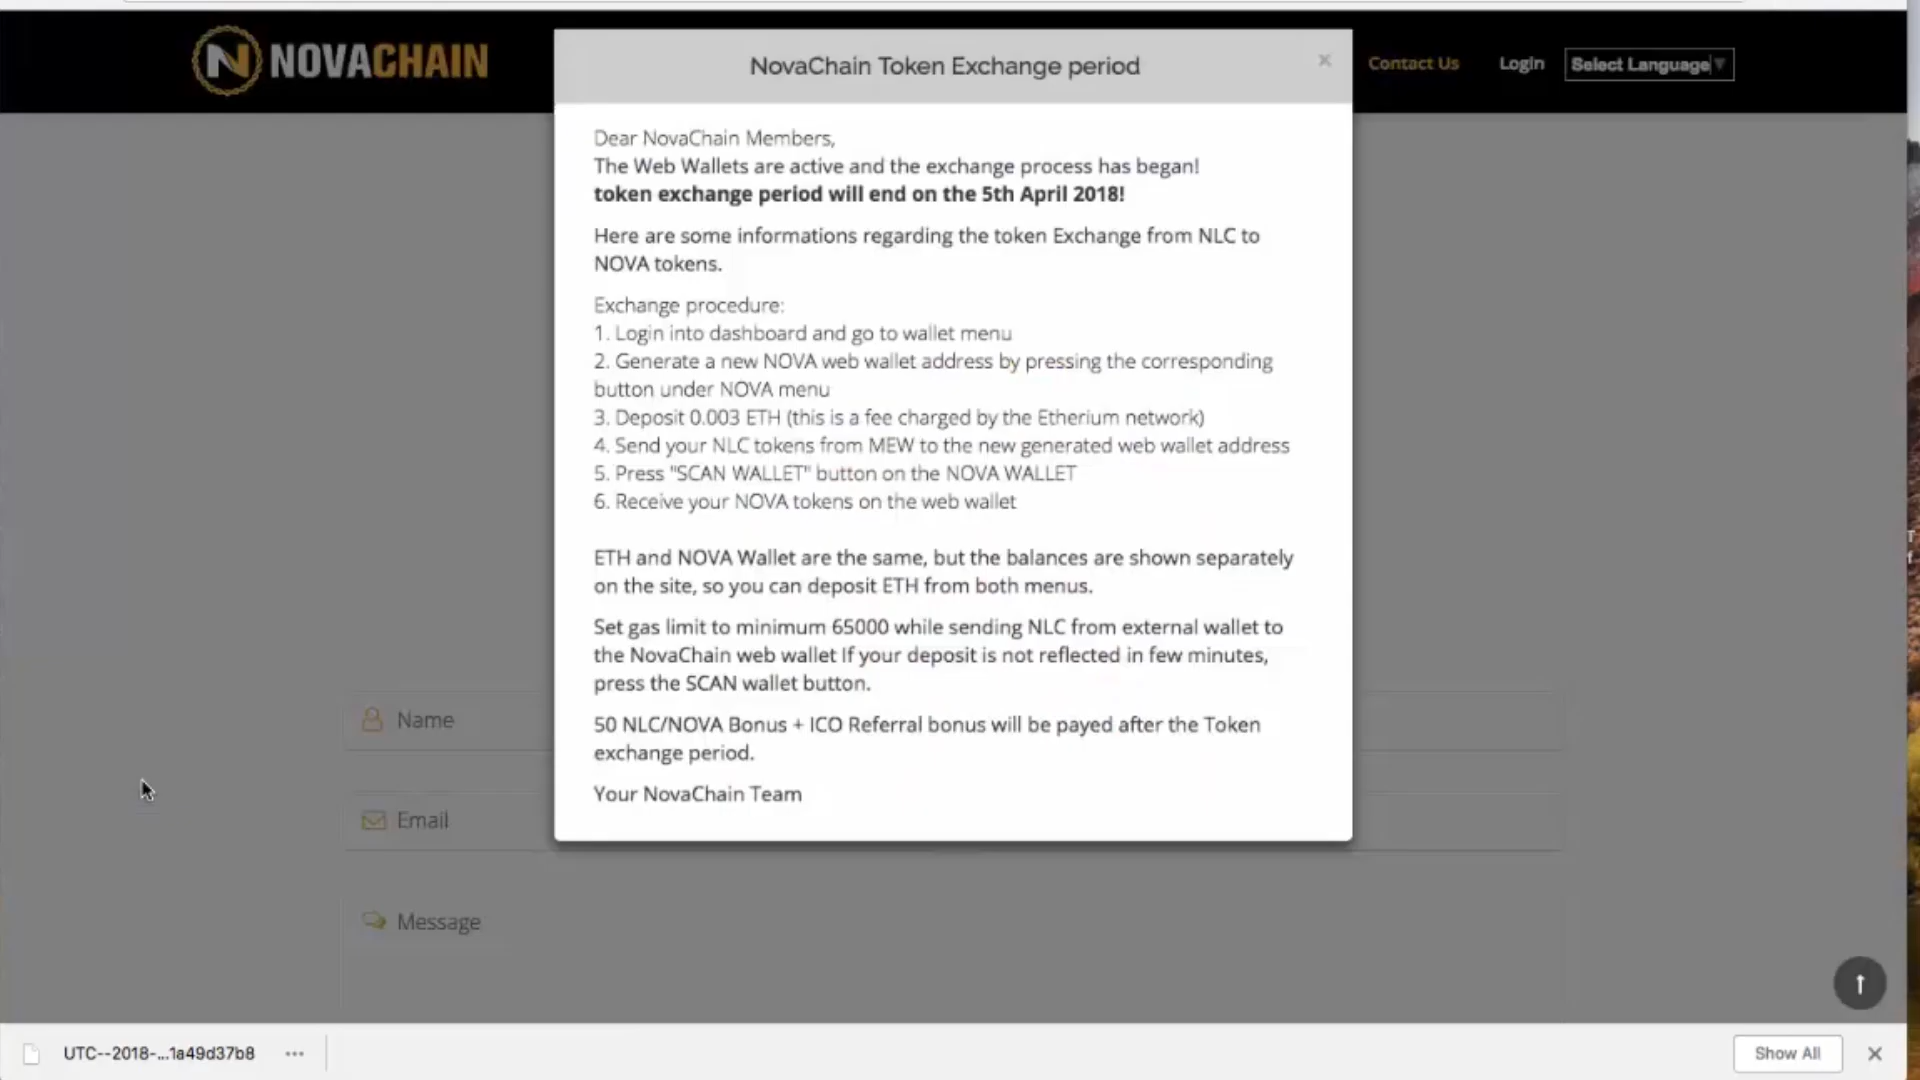 NOVACHAIN
NovaChain Token Exchange period
×
Contact Us
Login
Select Language
Dear NovaChain Members,
The Web Wallets are active and the exchange process has began!
token exchange period will end on the 5th April 2018!
Here are some informations regarding the token Exchange from NLC to
NOVA tokens.
Exchange procedure:
1. Login into dashboard and go to wallet menu
2. Generate a new NOVA web wallet address by pressing the corresponding
button under NOVA menu
3. Deposit 0.003 ETH (this is a fee charged by the Etherium network)
4. Send your NLC tokens from MEW to the new generated web wallet address
5. Press "SCAN WALLET" button on the NOVA WALLET
6. Receive your NOVA tokens on the web wallet
ETH and NOVA Wallet are the same, but the balances are shown separately
on the site, so you can deposit ETH from both menus.
Set gas limit to minimum 65000 while sending NLC from external wallet to
the NovaChain web wallet If your deposit is not reflected in few minutes,
press the SCAN wallet button.
50 NLC/NOVA Bonus + ICO Referral bonus will be payed after the Token
exchange period.
Your NovaChain Team
Name
Email
Message
UTC--2018-...1a49d37b8
Show All